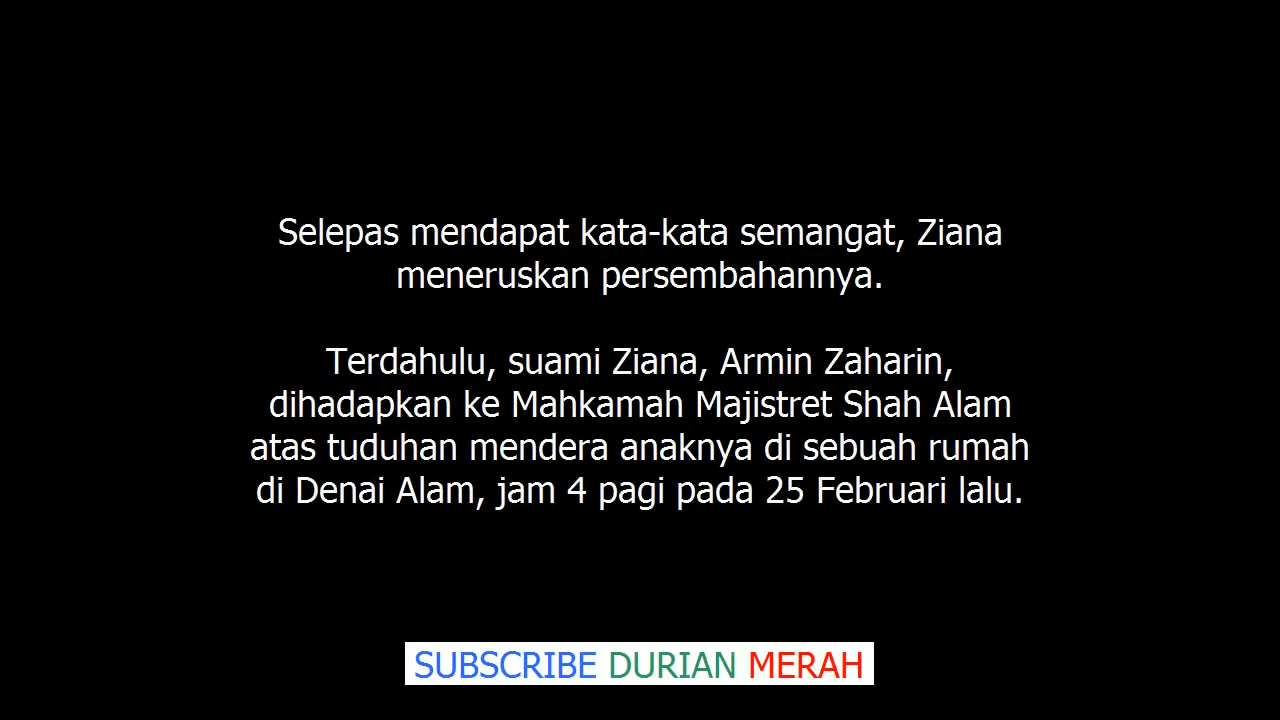 Selepas mendapat kata-kata semangat, Ziana
meneruskan persembahannya.
Terdahulu, suami Ziana, Armin Zaharin,
dihadapkan ke Mahkamah Majistret Shah Alam
atas tuduhan mendera anaknya di sebuah rumah
di Denai Alam, jam 4 pagi pada 25 Februari lalu.
SUBSCRIBE DURIAN MERAH